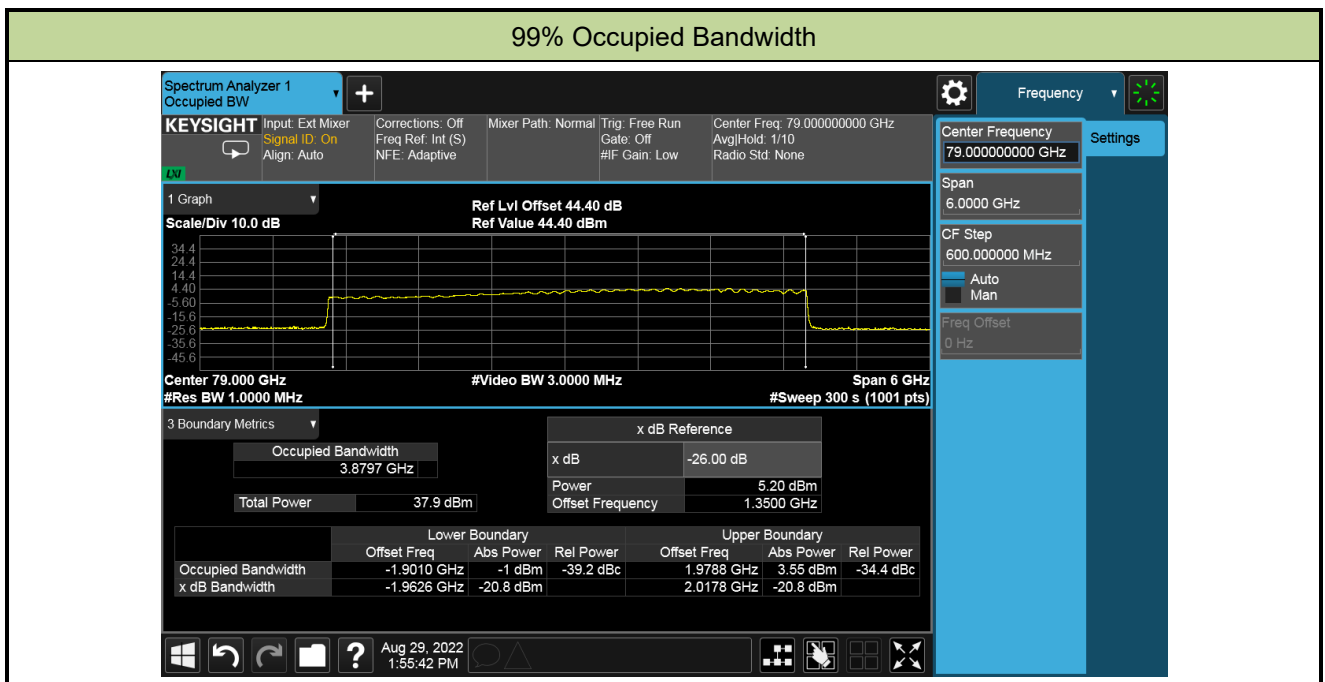 99% Occupied Bandwidth
Spectrum Analyzer 1
Occupied BW
+
Frequency
KEYSIGHT Input: Ext Mixer Corrections: Off Mixer Path: Normal Trig: Free Run Center Freq: 79.000000000 GHz
Signal ID: On Freq Ref: Int (S) Gate: Off Avg|Hold: 1/10
Align: Auto NFE: Adaptive #IF Gain: Low Radio Std: None
LXI
Center Frequency
79.000000000 GHz
Settings
Span
6.0000 GHz
CF Step
600.000000 MHz
Auto
Man
Freq Offset
0 Hz
1 Graph
Ref Lvl Offset 44.40 dB
Scale/Div 10.0 dB Ref Value 44.40 dBm
34.4
24.4
14.4
4.40
-5.60
-15.6
-25.6
-35.6
-45.6
Center 79.000 GHz #Video BW 3.0000 MHz Span 6 GHz
#Res BW 1.0000 MHz #Sweep 300 s (1001 pts)
3 Boundary Metrics
Occupied Bandwidth
3.8797 GHz
Total Power 37.9 dBm
x dB Reference
x dB -26.00 dB
Power 5.20 dBm
Offset Frequency 1.3500 GHz
Lower Boundary Upper Boundary
Offset Freq Abs Power Rel Power Offset Freq Abs Power Rel Power
Occupied Bandwidth -1.9010 GHz -1 dBm -39.2 dBc 1.9788 GHz 3.55 dBm -34.4 dBc
x dB Bandwidth -1.9626 GHz -20.8 dBm 2.0178 GHz -20.8 dBm
?
Aug 29, 2022
1:55:42 PM